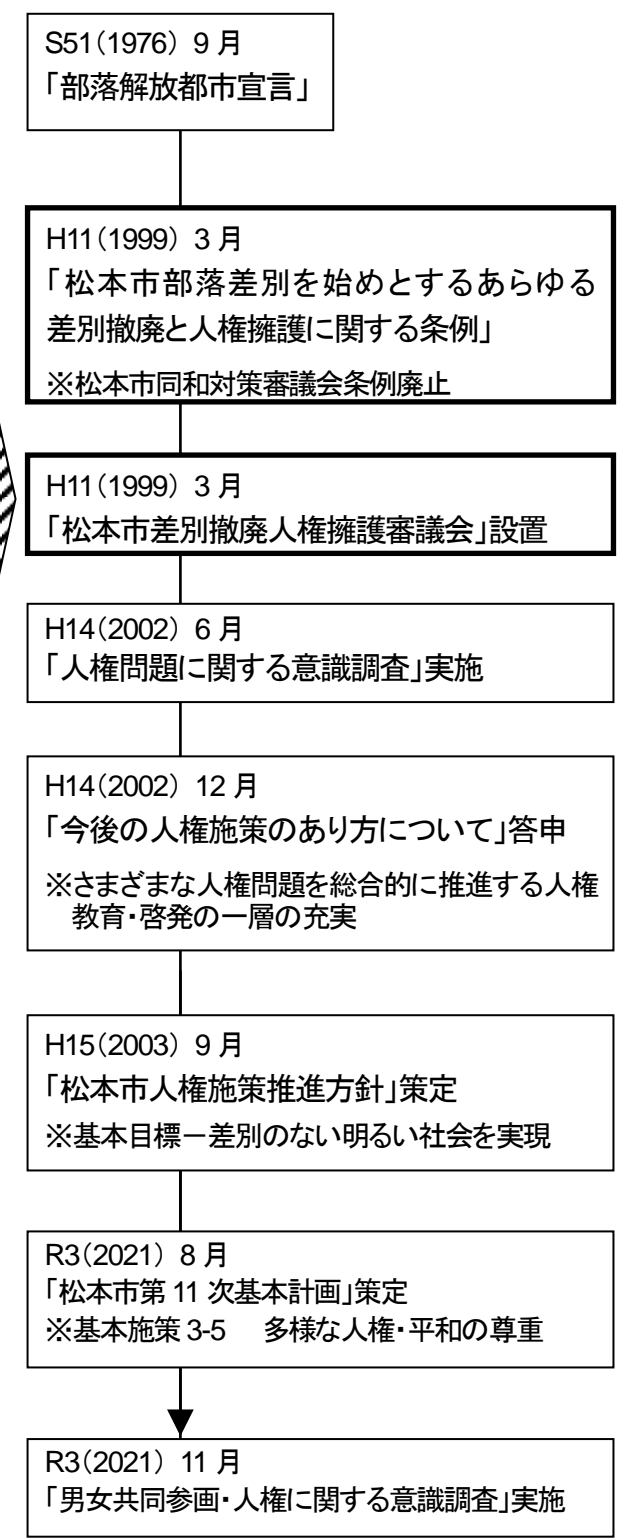 S51(1976) 9月
「部落解放都市宣言」
H11(1999) 3月
「松本市部落差別を始めとするあらゆる
差別撤廃と人権擁護に関する条例」
※松本市同和対策審議会条例廃止
H11(1999) 3月
「松本市差別撤廃人権擁護審議会」設置
H14(2002) 6月
「人権問題に関する意識調査」実施
H14(2002) 12月
「今後の人権施策のあり方について」答申
※さまざまな人権問題を総合的に推進する人権
教育・啓発の一層の充実
H15(2003) 9月
「松本市人権施策推進方針」策定
※基本目標－差別のない明るい社会を実現
R3(2021) 8月
「松本市第11次基本計画」策定
※基本施策3-5　多様な人権・平和の尊重
R3(2021) 11月
「男女共同参画・人権に関する意識調査」実施